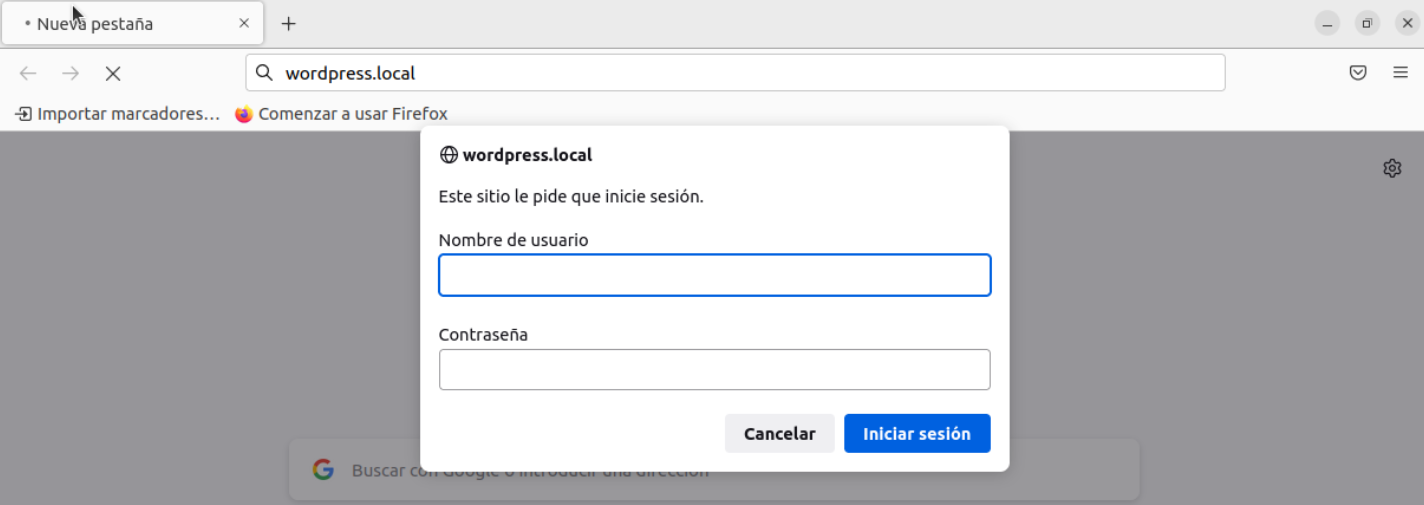 Nueva pestaña
wordpress.local
Importar marcadores…
Comenzar a usar Firefox
wordpress.local
Este sitio le pide que inicie sesión.
Nombre de usuario
Contraseña
Cancelar
Iniciar sesión
Buscar con Google o introducir una dirección